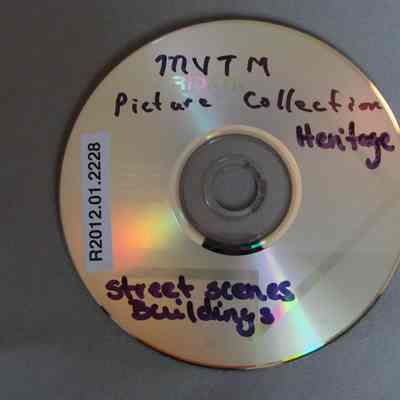 MVTM
Picture Collection
Heritage
R2012.01.2228
Street scenes
Buildings